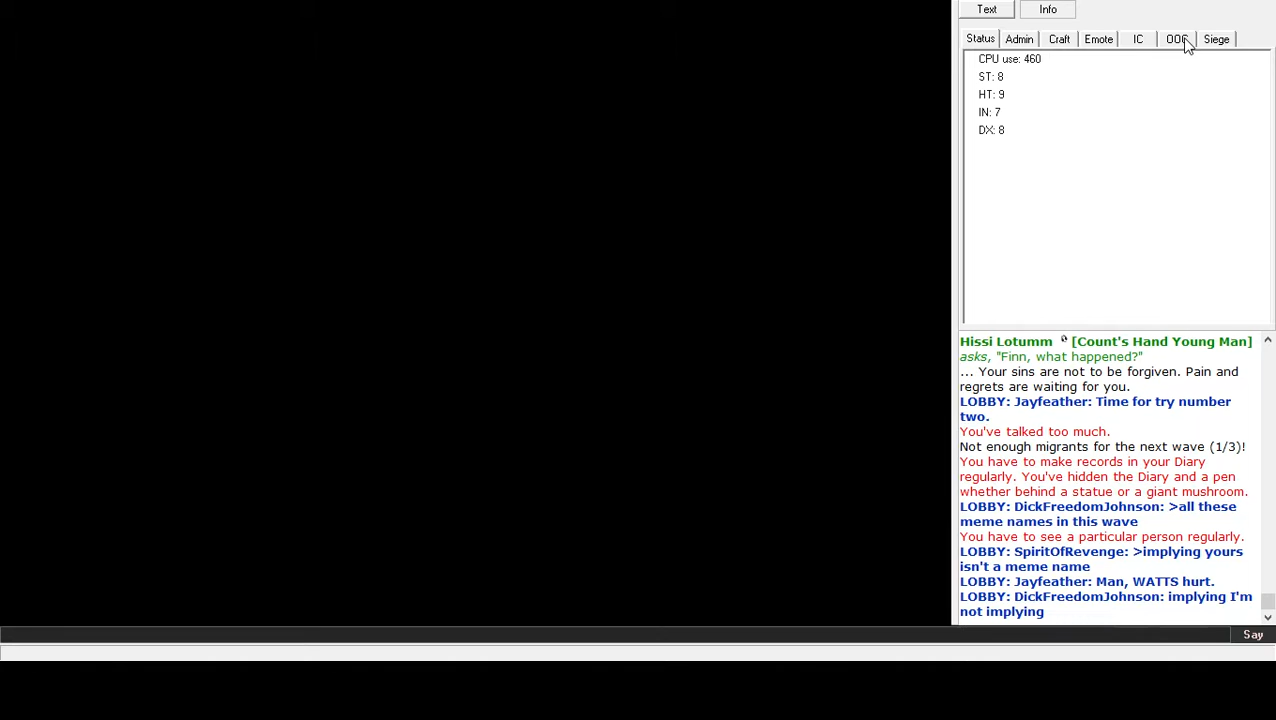 Text Info
Status Admin Craft Emote IC OOC Siege
CPU use: 460
ST: 8
HT: 9
IN: 7
DX: 8
Hissi Lotumm [Count's Hand Young Man]
asks, "Finn, what happened?"
... Your sins are not to be forgiven. Pain and
regrets are waiting for you.
LOBBY: Jayfeather: Time for try number
two.
You've talked too much.
Not enough migrants for the next wave (1/3)!
You have to make records in your Diary
regularly. You've hidden the Diary and a pen
whether behind a statue or a giant mushroom.
LOBBY: DickFreedomJohnson: >all these
meme names in this wave
You have to see a particular person regularly.
LOBBY: SpiritOfRevenge: >implying yours
isn't a meme name
LOBBY: Jayfeather: Man, WATTS hurt.
LOBBY: DickFreedomJohnson: implying I'm
not implying
Say